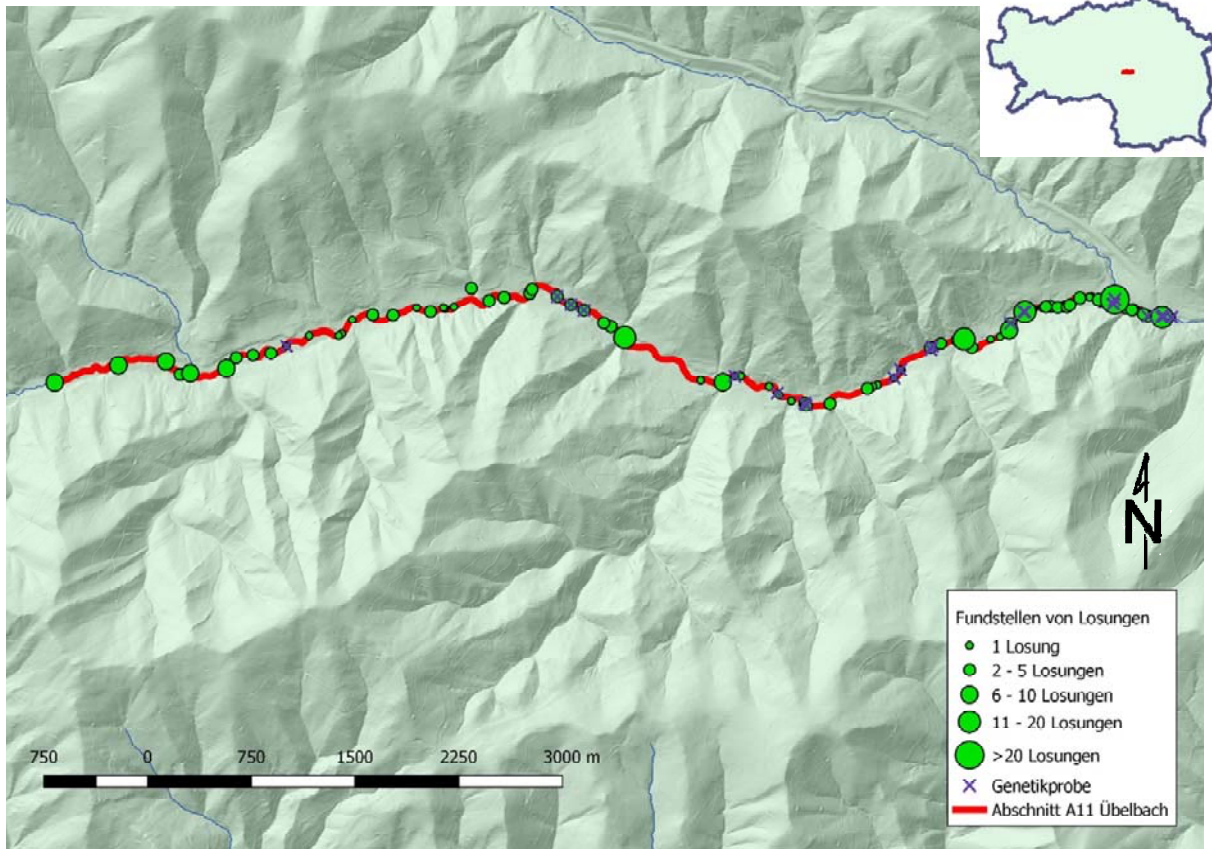 N
Fundstellen von Losungen
1 Losung
2 - 5 Losungen
6 - 10 Losungen
11 - 20 Losungen
>20 Losungen
Genetikprobe
Abschnitt A11 Übelbach
750 0 750 1500 2250 3000 m